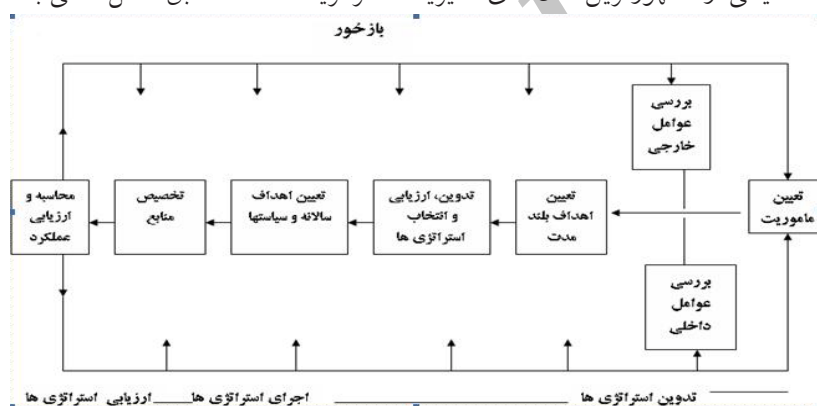 بازخور
بررسی
عوامل
خارجی
تعیین
ماموریت
تعیین
اهداف بلند
مدت
تدوین، ارزیابی
و انتخاب
استراتژی ها
تعیین اهداف
سالانه و سیاستها
تخصیص
منابع
محاسبه و
ارزیابی
عملکرد
بررسی
عوامل
داخلی
تدوین استراتژی ها اجرای استراتژی ها ارزیابی استراتژی ها